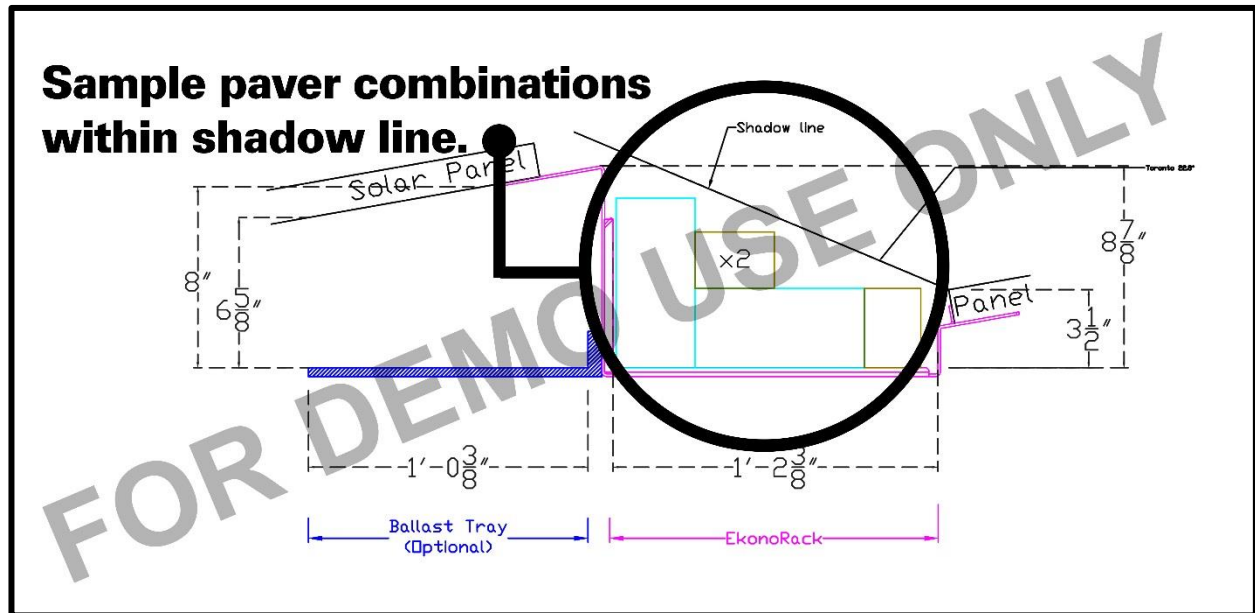 Sample paver combinations
within shadow line.
Shadow line
Solar Panel
Toronto 22.5°
x2
8"
6 5/8"
8 7/8"
Panel
3 1/2"
1'-0 3/8"
1'-2 3/8"
Ballast Tray
(Optional)
EkonoRack
FOR DEMO USE ONLY